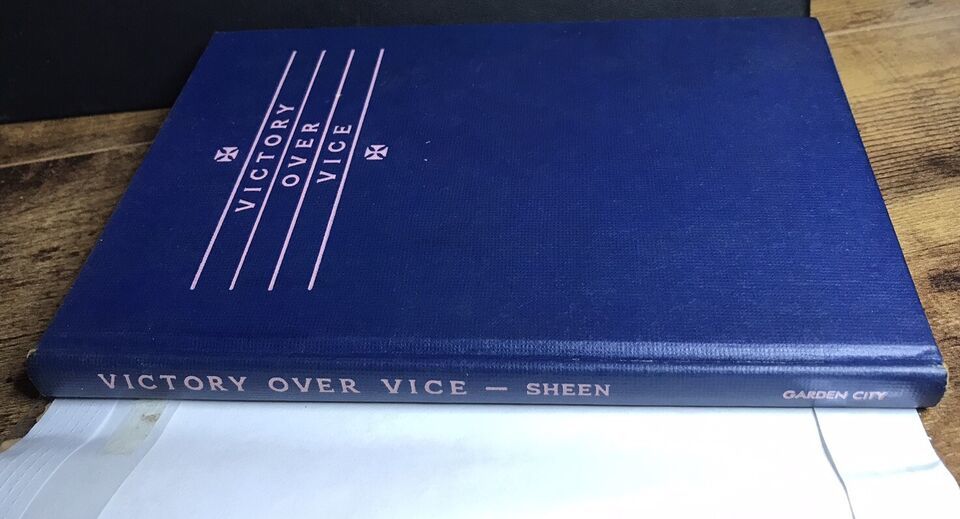 VICTORY
OVER
VICE
VICTORY OVER VICE — SHEEN
GARDEN CITY